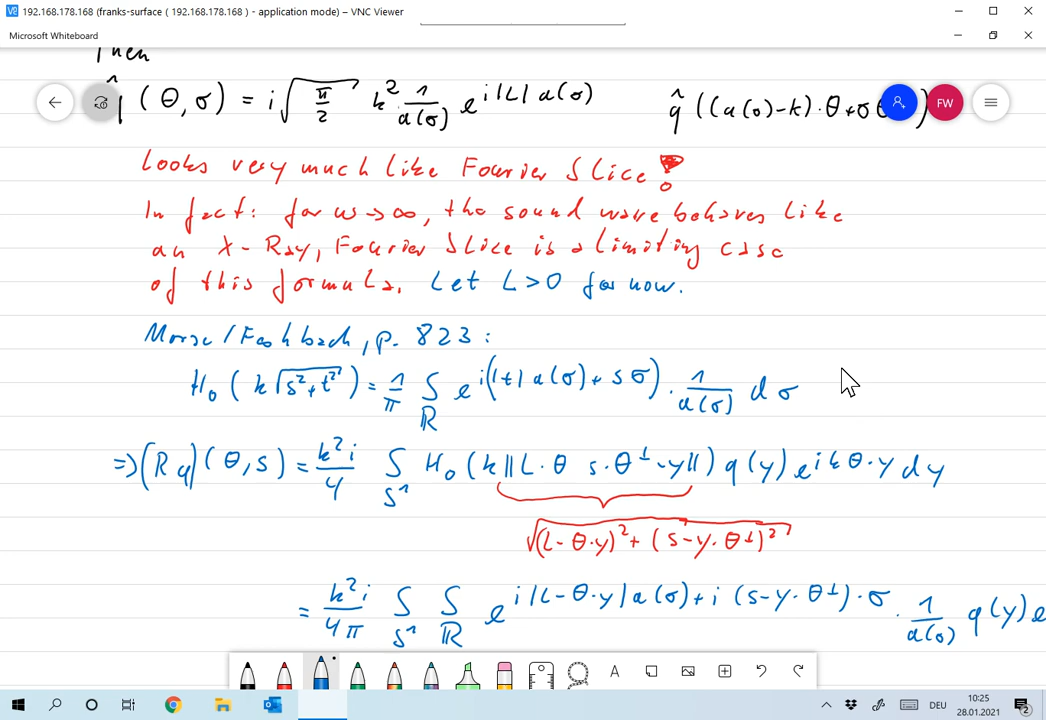 192.168.178.168 (franks-surface ( 192.168.178.168 ) - application mode) – VNC Viewer
Microsoft Whiteboard
Then
(θ, σ) = i √(π/2) k² · 1/a(σ) e^{i|L|a(σ)} q̂((a(σ)-k)·θ+σθ
FW
Looks very much like Fourier Slice!
In fact: for ω→∞, the sound wave behaves like
an X-Ray, Fourier Slice is a limiting case
of this formula. Let L>0 for now.
Morse/Feshbach, p. 823:
H₀(k√(s²+t²)) = 1/π ∫_ℝ e^{i(|t|a(σ)+sσ)} · 1/a(σ) dσ
=> (Rq)(θ,s) = k²i/4 ∫_{S¹} H₀(k||L·θ s·θ^⊥-y||) q(y) e^{ikθ·y} dy
√((L-θ·y)²+(s-y·θ^⊥)²)
= k²i/4π ∫_{S¹} ∫_ℝ e^{i|L-θ·y|a(σ)+i(s-y·θ^⊥)·σ} · 1/a(σ) q(y) e
A
DEU
10:25
28.01.2021
2